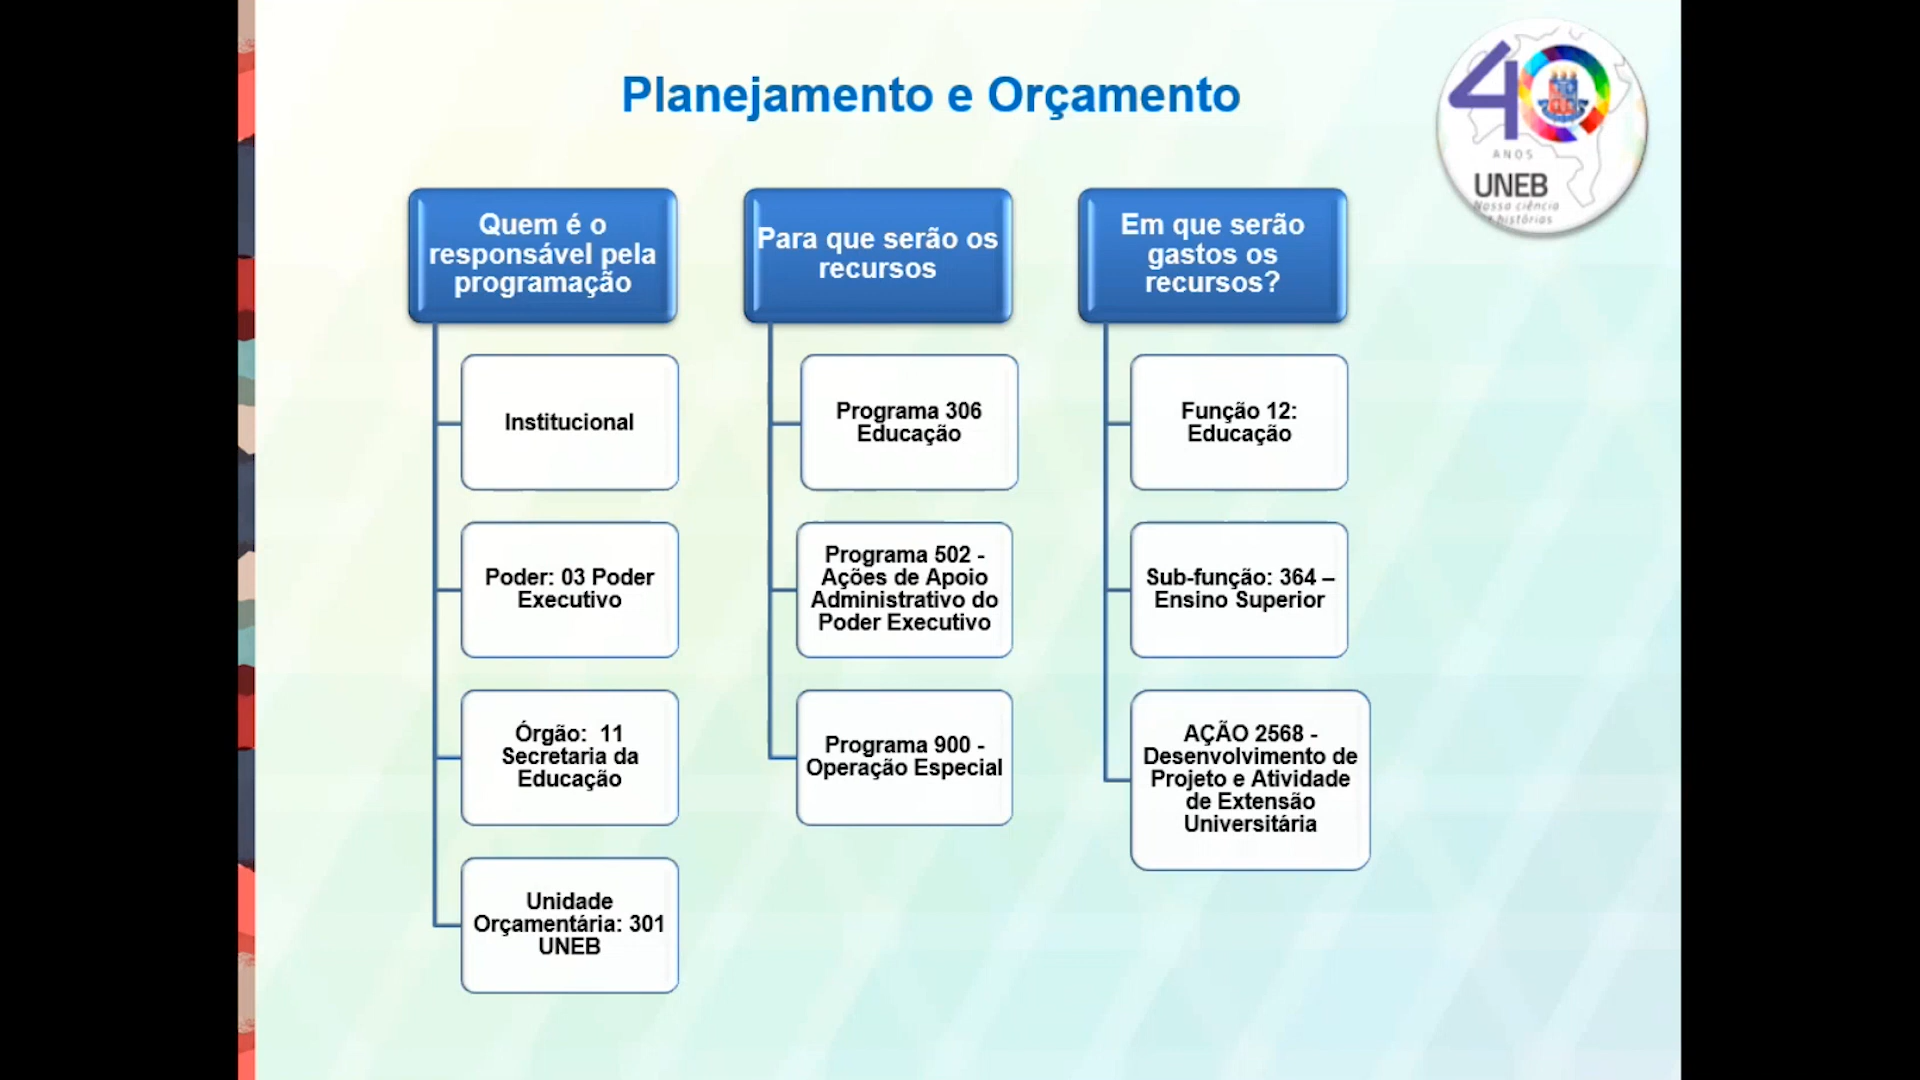 Planejamento e Orçamento
40
ANOS
UNEB
Nossa ciência
histórias
Quem é o
responsável pela
programação
Institucional
Poder: 03 Poder
Executivo
Órgão:  11
Secretaria da
Educação
Unidade
Orçamentária: 301
UNEB
Para que serão os
recursos
Programa 306
Educação
Programa 502 -
Ações de Apoio
Administrativo do
Poder Executivo
Programa 900 -
Operação Especial
Em que serão
gastos os
recursos?
Função 12:
Educação
Sub-função: 364 –
Ensino Superior
AÇÃO 2568 -
Desenvolvimento de
Projeto e Atividade
de Extensão
Universitária